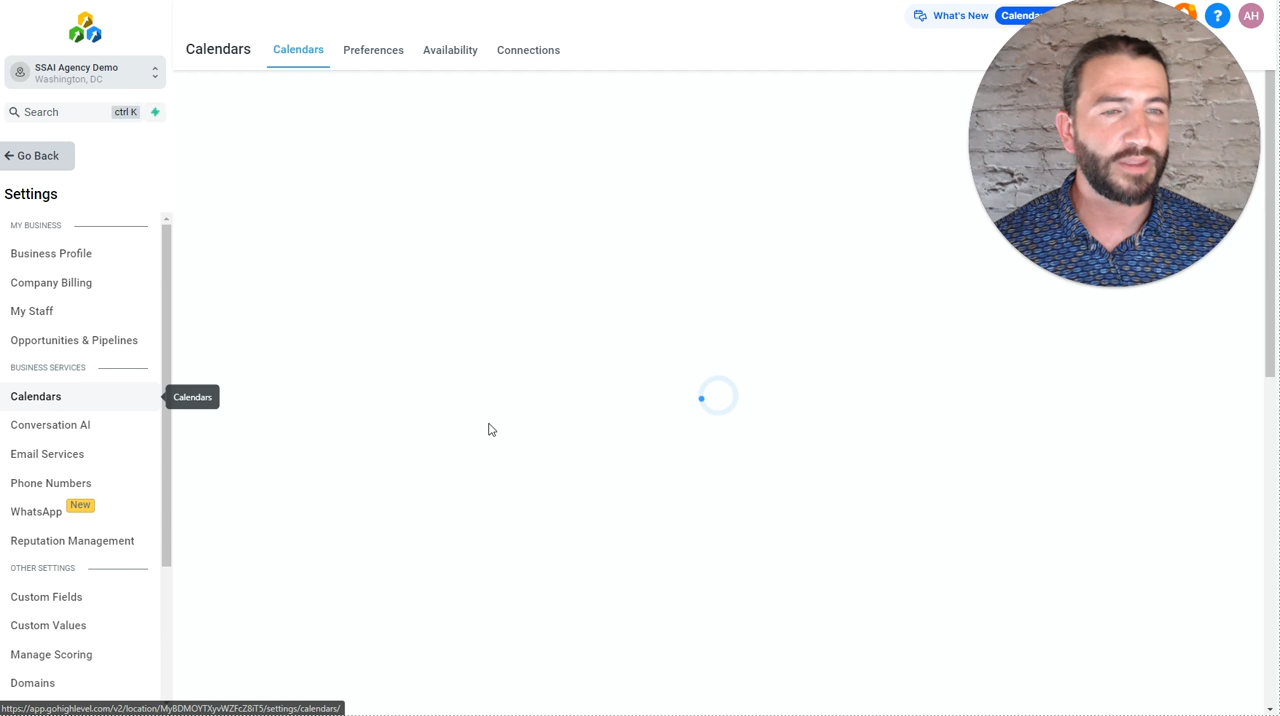 What's New
Calendar
AH
SSAI Agency Demo
Washington, DC
Calendars
Calendars
Preferences
Availability
Connections
Search
ctrl K
Go Back
Settings
MY BUSINESS
Business Profile
Company Billing
My Staff
Opportunities & Pipelines
BUSINESS SERVICES
Calendars
Calendars
Conversation AI
Email Services
Phone Numbers
WhatsApp
New
Reputation Management
OTHER SETTINGS
Custom Fields
Custom Values
Manage Scoring
Domains
https://app.gohighlevel.com/v2/location/MyBDMOYTXyvWZFcZ8iT5/settings/calendars/